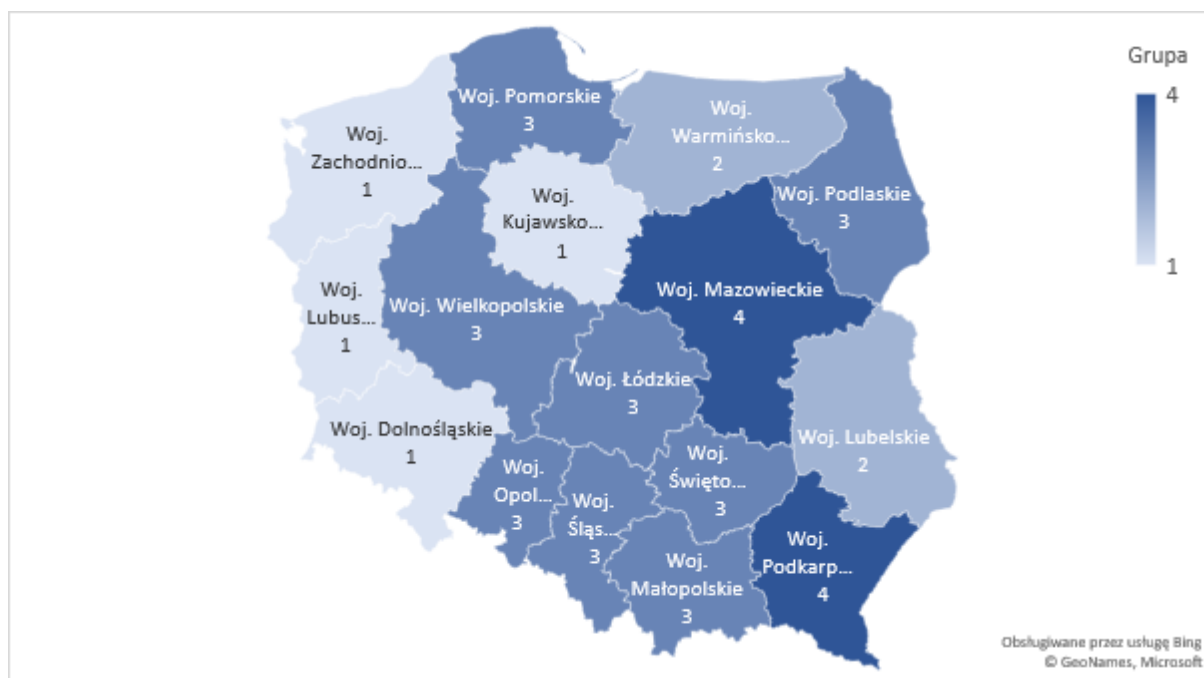 Grupa
4
1
Woj. Pomorskie
3
Woj.
Warmińsko...
2
Woj.
Zachodnio...
1
Woj. Podlaskie
3
Woj.
Kujawsko...
1
Woj. Mazowieckie
4
Woj.
Lubus...
1
Woj. Wielkopolskie
3
Woj. Łódzkie
3
Woj. Dolnośląskie
1
Woj. Lubelskie
2
Woj.
Opol...
3
Woj.
Śląs...
3
Woj.
Święto...
3
Woj.
Małopolskie
3
Woj.
Podkarp...
4
Obsługiwane przez usługę Bing
© GeoNames, Microsoft